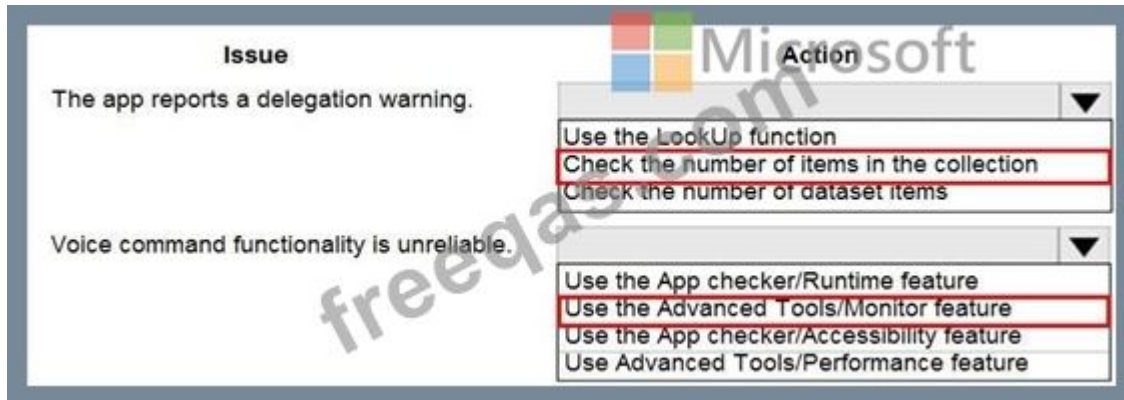 Microsoft
Issue
Action
The app reports a delegation warning.
Use the LookUp function
Check the number of items in the collection
Check the number of dataset items
Voice command functionality is unreliable.
Use the App checker/Runtime feature
Use the Advanced Tools/Monitor feature
Use the App checker/Accessibility feature
Use Advanced Tools/Performance feature
freeqas.com